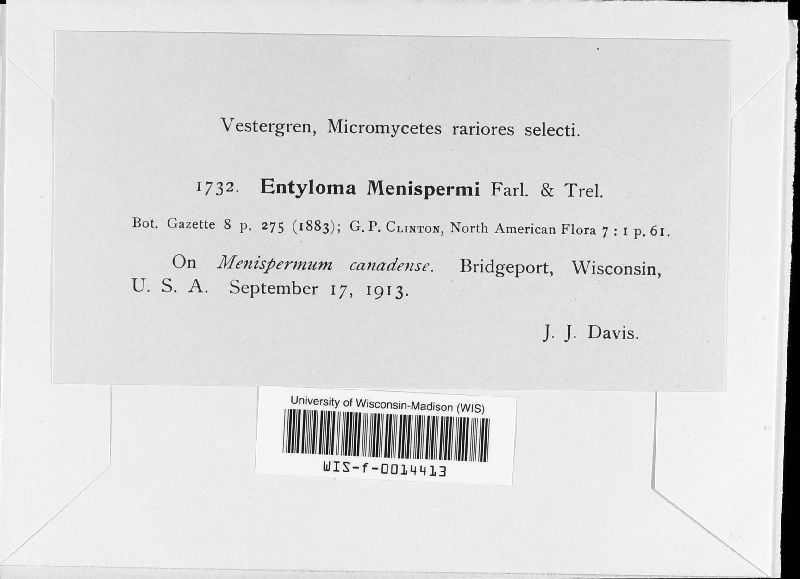 Vestergren, Micromycetes rariores selecti.
1732. Entyloma Menispermi Farl. & Trel.
Bot. Gazette 8 p. 275 (1883); G. P. Clinton, North American Flora 7 : 1 p. 61.
On Menispermum canadense. Bridgeport, Wisconsin,
U. S. A. September 17, 1913.
J. J. Davis.
University of Wisconsin-Madison (WIS)
WIS-f-0014413